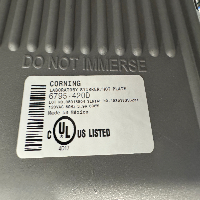 DO NOT IMMERSE
CORNING
LABORATORY STIRRER/HOT PLATE
6795-420D
Made in Mexico
C UL US LISTED